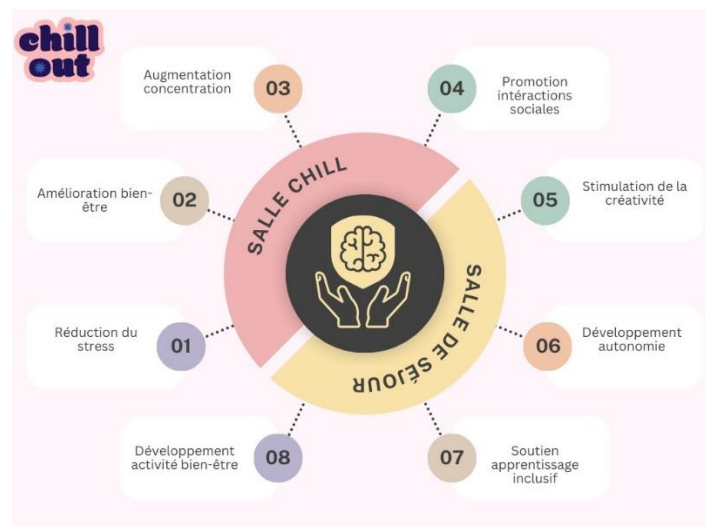 chill
out
Augmentation
concentration
03
04
Promotion
intéractions
sociales
Amélioration bien-
être
02
05
Stimulation de la
créativité
SALLE CHILL
SALLE DE SÉJOUR
Réduction du
stress
01
06
Développement
autonomie
Développement
activité bien-être
08
07
Soutien
apprentissage
inclusif